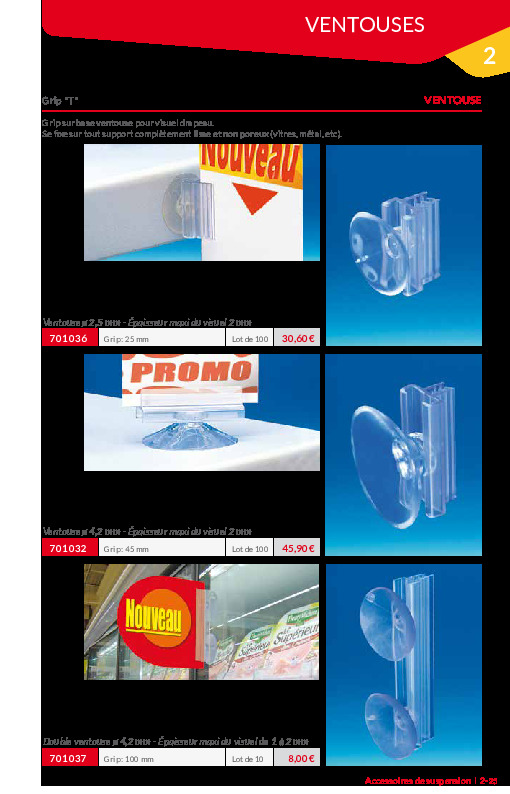 VENTOUSES
2
Grip "T"
VENTOUSE
Grip sur base ventouse pour visuel drapeau.
Se fixe sur tout support complètement lisse et non poreux (vitres, métal, etc).
Nouveau
Ventouse ø 2,5 mm - Épaisseur maxi du visuel 2 mm
701036 Grip: 25 mm Lot de 100 30,60 €
PROMO
Ventouse ø 4,2 mm - Épaisseur maxi du visuel 2 mm
701032 Grip: 45 mm Lot de 100 45,90 €
Nouveau
Supérieur
Supérieur
Double ventouse ø 4,2 mm - Épaisseur maxi du visuel de 1 à 2 mm
701037 Grip: 100 mm Lot de 10 8,00 €
Accessoires de suspension | 2-25